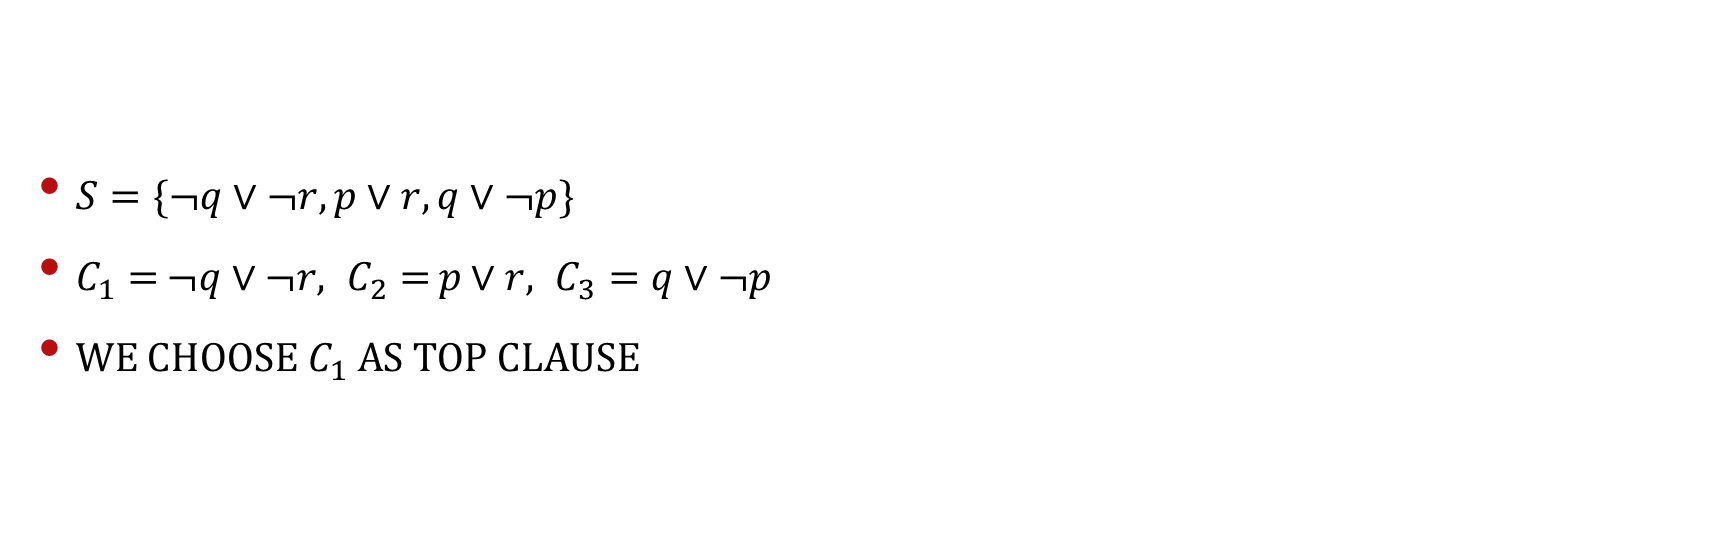 • 𝑆 = {¬𝑞 ∨ ¬𝑟, 𝑝 ∨ 𝑟, 𝑞 ∨ ¬𝑝}
• 𝐶₁ = ¬𝑞 ∨ ¬𝑟, 𝐶₂ = 𝑝 ∨ 𝑟, 𝐶₃ = 𝑞 ∨ ¬𝑝
• WE CHOOSE 𝐶₁ AS TOP CLAUSE